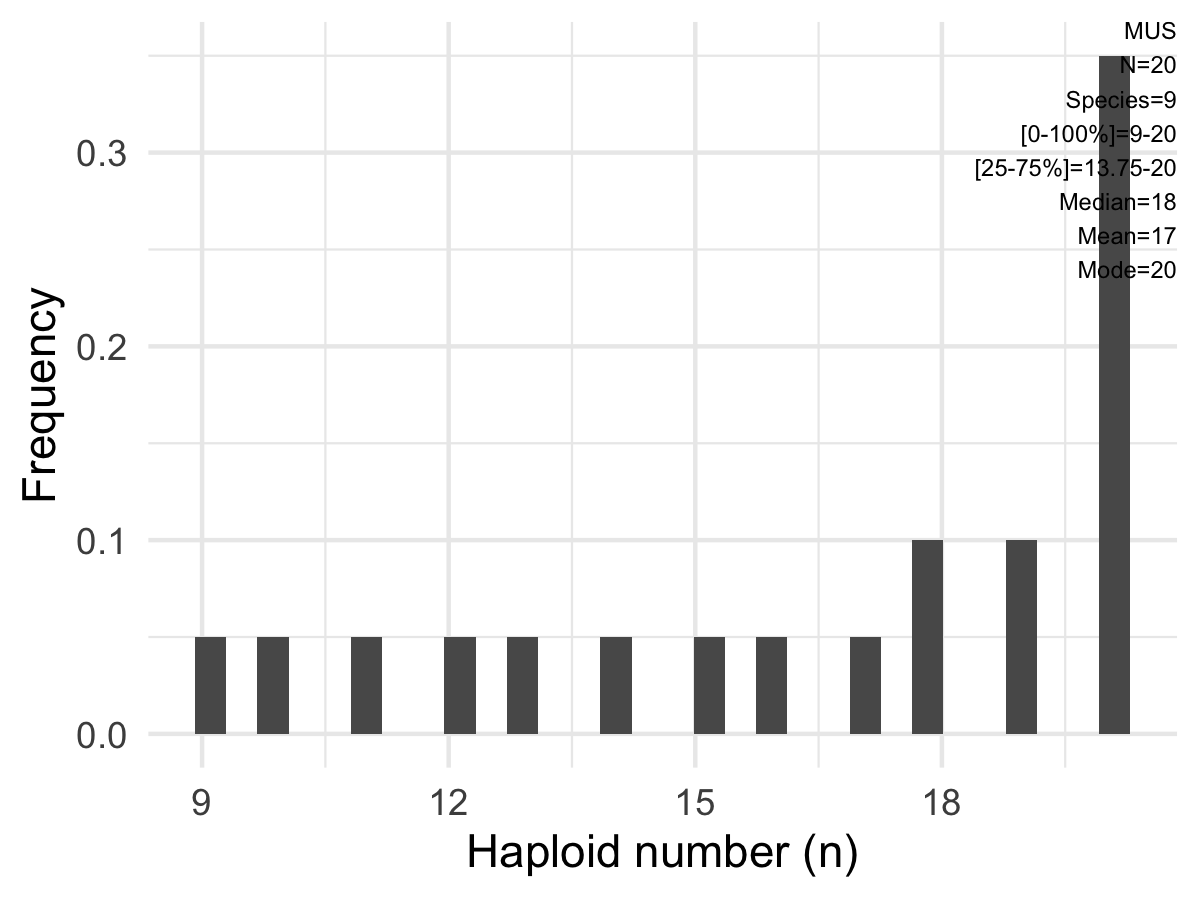 MUS
N=20
Species=9
[0-100%]=9-20
[25-75%]=13.75-20
Median=18
Mean=17
Mode=20
0.3
0.2
0.1
0.0
Frequency
9 12 15 18
Haploid number (n)